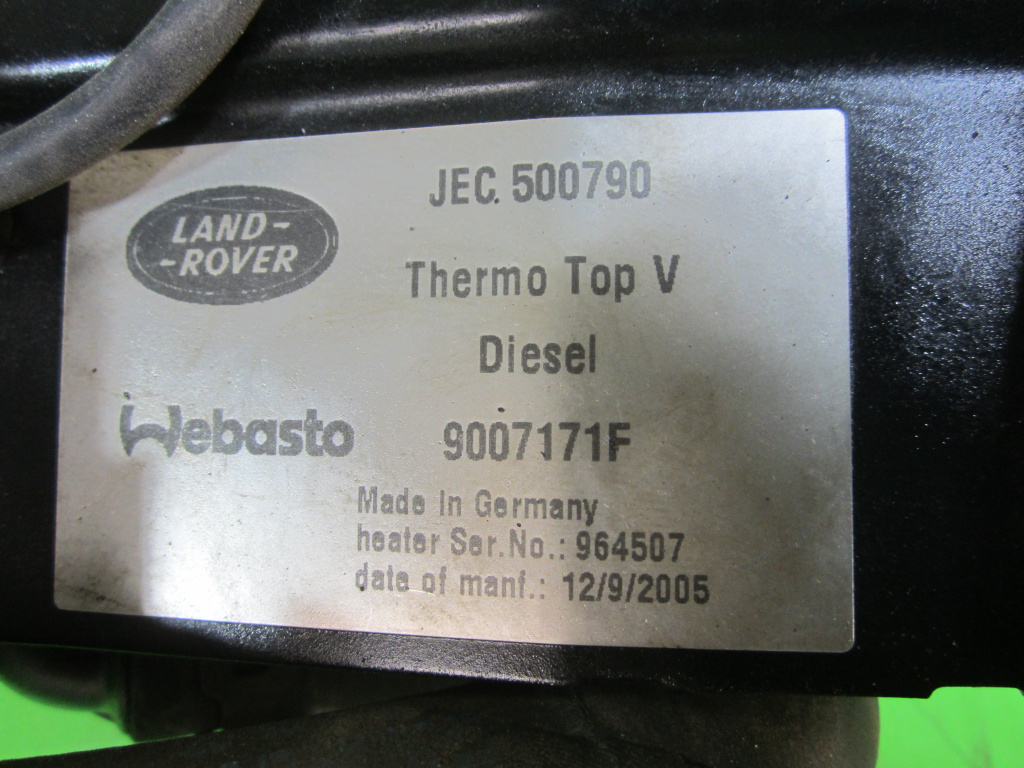 JEC. 500790
LAND-
-ROVER
Thermo Top V
Diesel
Webasto
9007171F
Made In Germany
heater Ser.No.: 964507
date of manf.: 12/9/2005